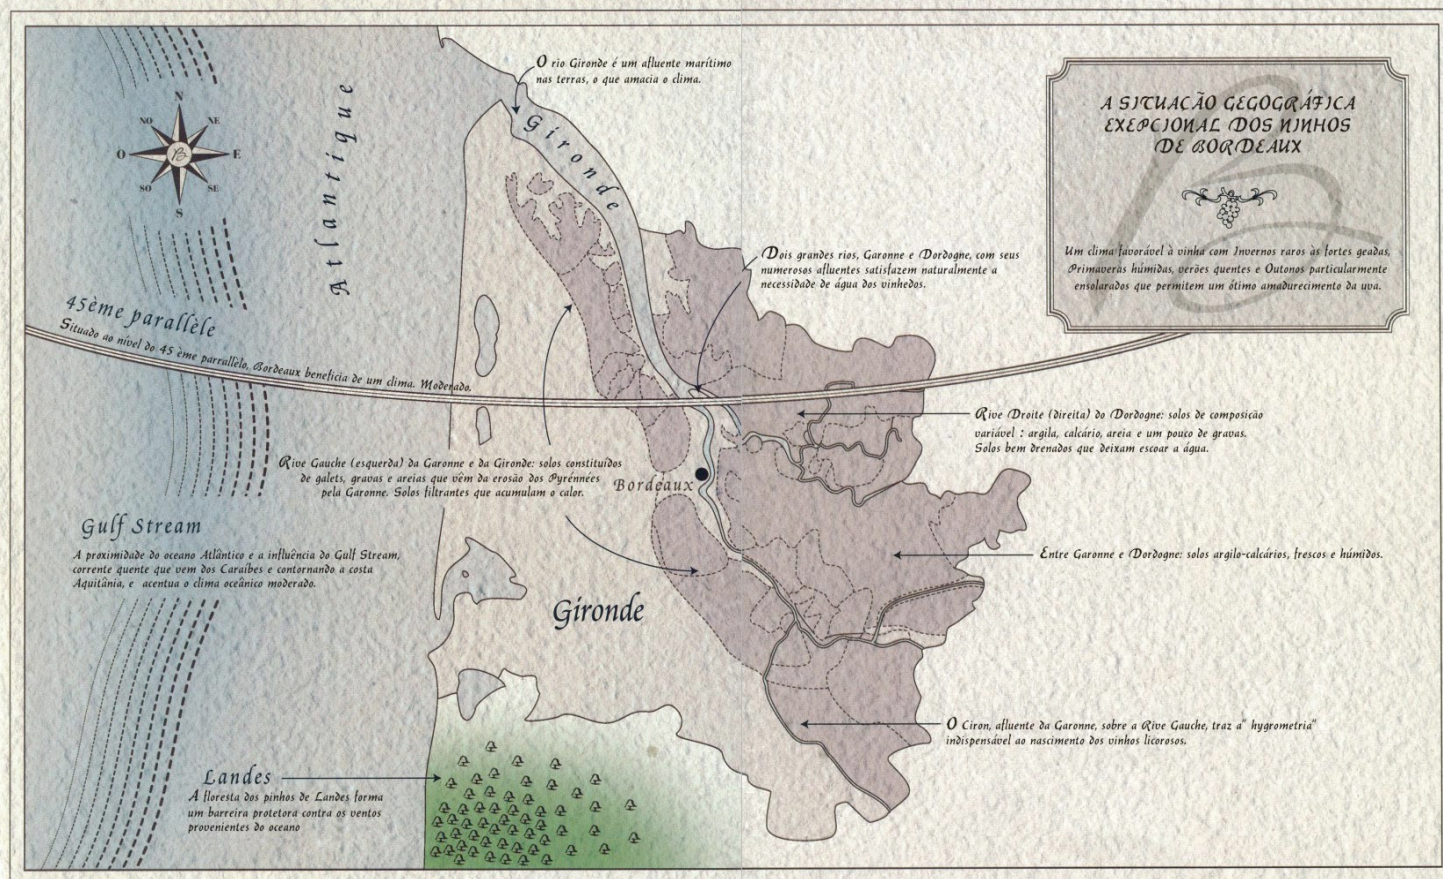 O rio Gironde é um afluente marítimo
nas terras, o que amacia o clima.
A SITUACÃO GEGOGRÁFICA
EXEPCIONAL DOS NINHOS
DE BORDEAUX
Um clima favorável à vinha com Invernos raros às fortes geadas,
Primaveras húmidas, verões quentes e Outonos particularmente
ensolarados que permitem um ótimo amadurecimento da uva.
N
NO
NE
O
B
E
SO
SE
S
Atlantique
Gironde
Dois grandes rios, Garonne e Dordogne, com seus
numerosos afluentes satisfazem naturalmente a
necessidade de água dos vinhedos.
45ème parallèle
Situado ao nível do 45 ème parrallèlo, Bordeaux beneficia de um clima. Moderado.
Rive Droite (direita) do Dordogne: solos de composição
variável : argila, calcário, areia e um pouco de gravas.
Solos bem drenados que deixam escoar a água.
Rive Gauche (esquerda) da Garonne e da Gironde: solos constituídos
de galets, gravas e areias que vêm da erosão dos Pyrénnées
pela Garonne. Solos filtrantes que acumulam o calor.
Bordeaux
Gulf Stream
A proximidade do oceano Atlântico e a influência do Gulf Stream,
corrente quente que vem dos Caraíbes e contornando a costa
Aquitânia, e acentua o clima oceânico moderado.
Entre Garonne e Dordogne: solos argilo-calcários, frescos e húmidos.
Gironde
O Ciron, afluente da Garonne, sobre a Rive Gauche, traz a" hygrometria"
indispensável ao nascimento dos vinhos licorosos.
Landes
A floresta dos pinhos de Landes forma
um barreira protetora contra os ventos
provenientes do oceano